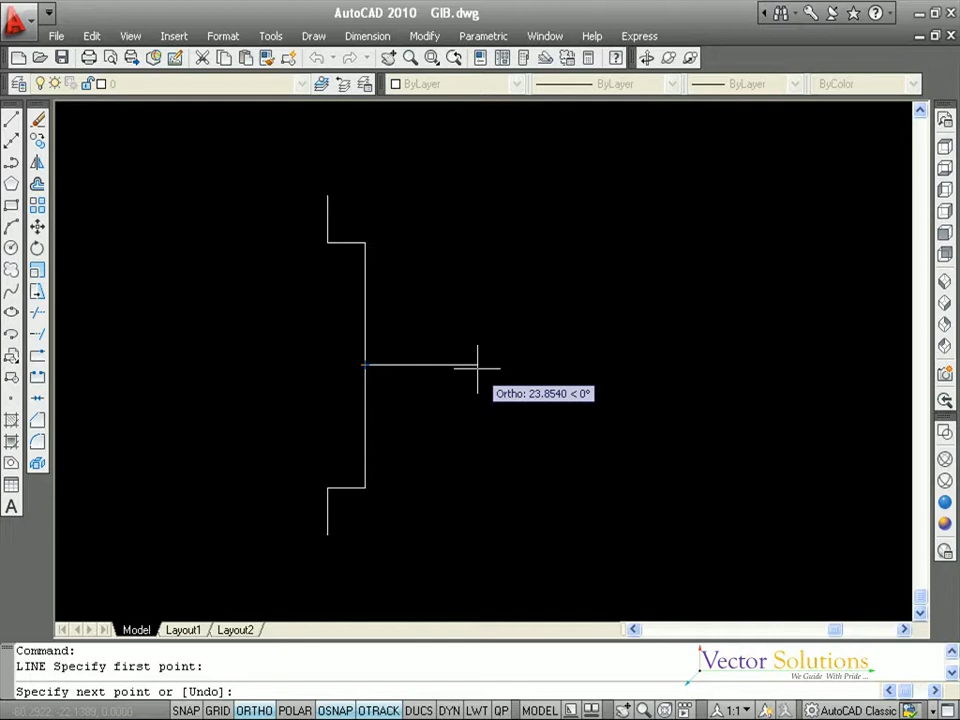 AutoCAD 2010 GIB.dwg
File Edit View Insert Format Tools Draw Dimension Modify Parametric Window Help Express
0 ByLayer ByLayer ByLayer ByColor
Ortho: 23.8540 < 0°
A
Model Layout1 Layout2
Command:
LINE Specify first point:
Specify next point or [Undo]:
Vector Solutions
We Guide With Pride ...
SNAP GRID ORTHO POLAR OSNAP OTRACK DUCS DYN LWT QP MODEL 1:1 AutoCAD Classic